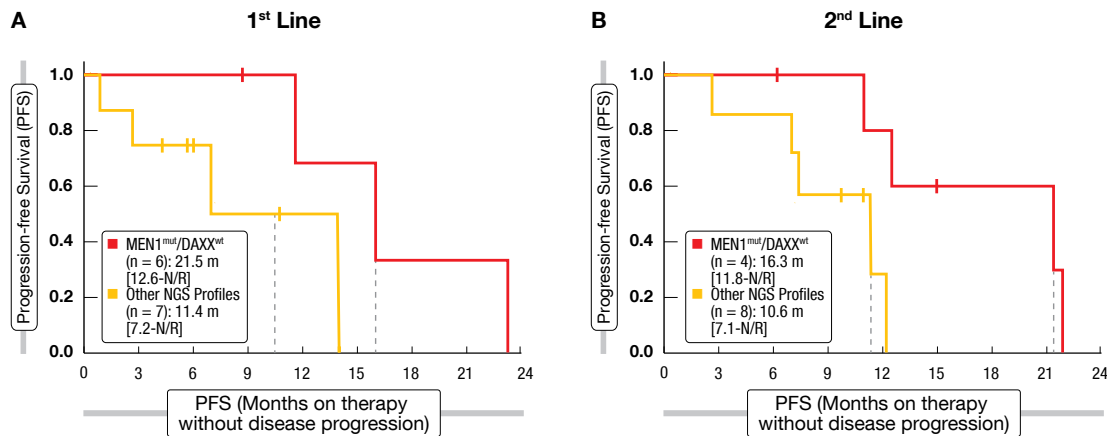 A
1st Line
Progression-free Survival (PFS)
1.0
0.8
0.6
0.4
0.2
0.0
MEN1mut/DAXXwt
(n = 6): 21.5 m
[12.6-N/R]
Other NGS Profiles
(n = 7): 11.4 m
[7.2-N/R]
0 3 6 9 12 15 18 21 24
PFS (Months on therapy
without disease progression)
B
2nd Line
Progression-free Survival (PFS)
1.0
0.8
0.6
0.4
0.2
0.0
MEN1mut/DAXXwt
(n = 4): 16.3 m
[11.8-N/R]
Other NGS Profiles
(n = 8): 10.6 m
[7.1-N/R]
0 3 6 9 12 15 18 21 24
PFS (Months on therapy
without disease progression)